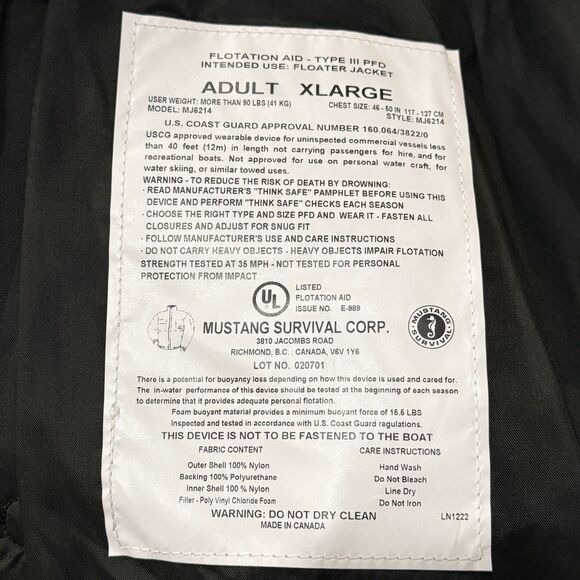 FLOTATION AID - TYPE III PFD
INTENDED USE: FLOATER JACKET
ADULT XLARGE
USER WEIGHT: MORE THAN 90 LBS (41 KG) CHEST SIZE: 46 - 50 IN 117 - 127 CM
MODEL: MJ6214 STYLE: MJ6214
U.S. COAST GUARD APPROVAL NUMBER 160.064/3822/0
USCG approved wearable device for uninspected commercial vessels less
than 40 feet (12m) in length not carrying passengers for hire, and for
recreational boats. Not approved for use on personal water craft, for
water skiing, or similar towed uses.
WARNING - TO REDUCE THE RISK OF DEATH BY DROWNING:
· READ MANUFACTURER'S "THINK SAFE" PAMPHLET BEFORE USING THIS
DEVICE AND PERFORM "THINK SAFE" CHECKS EACH SEASON
· CHOOSE THE RIGHT TYPE AND SIZE PFD AND WEAR IT - FASTEN ALL
CLOSURES AND ADJUST FOR SNUG FIT
· FOLLOW MANUFACTURER'S USE AND CARE INSTRUCTIONS
· DO NOT CARRY HEAVY OBJECTS - HEAVY OBJECTS IMPAIR FLOTATION
STRENGTH TESTED AT 35 MPH - NOT TESTED FOR PERSONAL
PROTECTION FROM IMPACT
UL
LISTED
FLOTATION AID
ISSUE NO. E-989
MUSTANG SURVIVAL CORP.
3810 JACOMBS ROAD
RICHMOND, B.C. CANADA, V6V 1Y6
LOT NO. 020701
MUSTANG SURVIVAL
There is a potential for buoyancy loss depending on how this device is used and cared for.
The in-water performance of this device should be tested at the beginning of each season
to determine that it provides adequate personal flotation.
Foam buoyant material provides a minimum buoyant force of 16.6 LBS
Inspected and tested in accordance with U.S. Coast Guard regulations.
THIS DEVICE IS NOT TO BE FASTENED TO THE BOAT
FABRIC CONTENT CARE INSTRUCTIONS
Outer Shell 100% Nylon Hand Wash
Backing 100% Polyurethane Do Not Bleach
Inner Shell 100 % Nylon Line Dry
Filler - Poly Vinyl Chloride Foam Do Not Iron
WARNING: DO NOT DRY CLEAN
MADE IN CANADA
LN1222